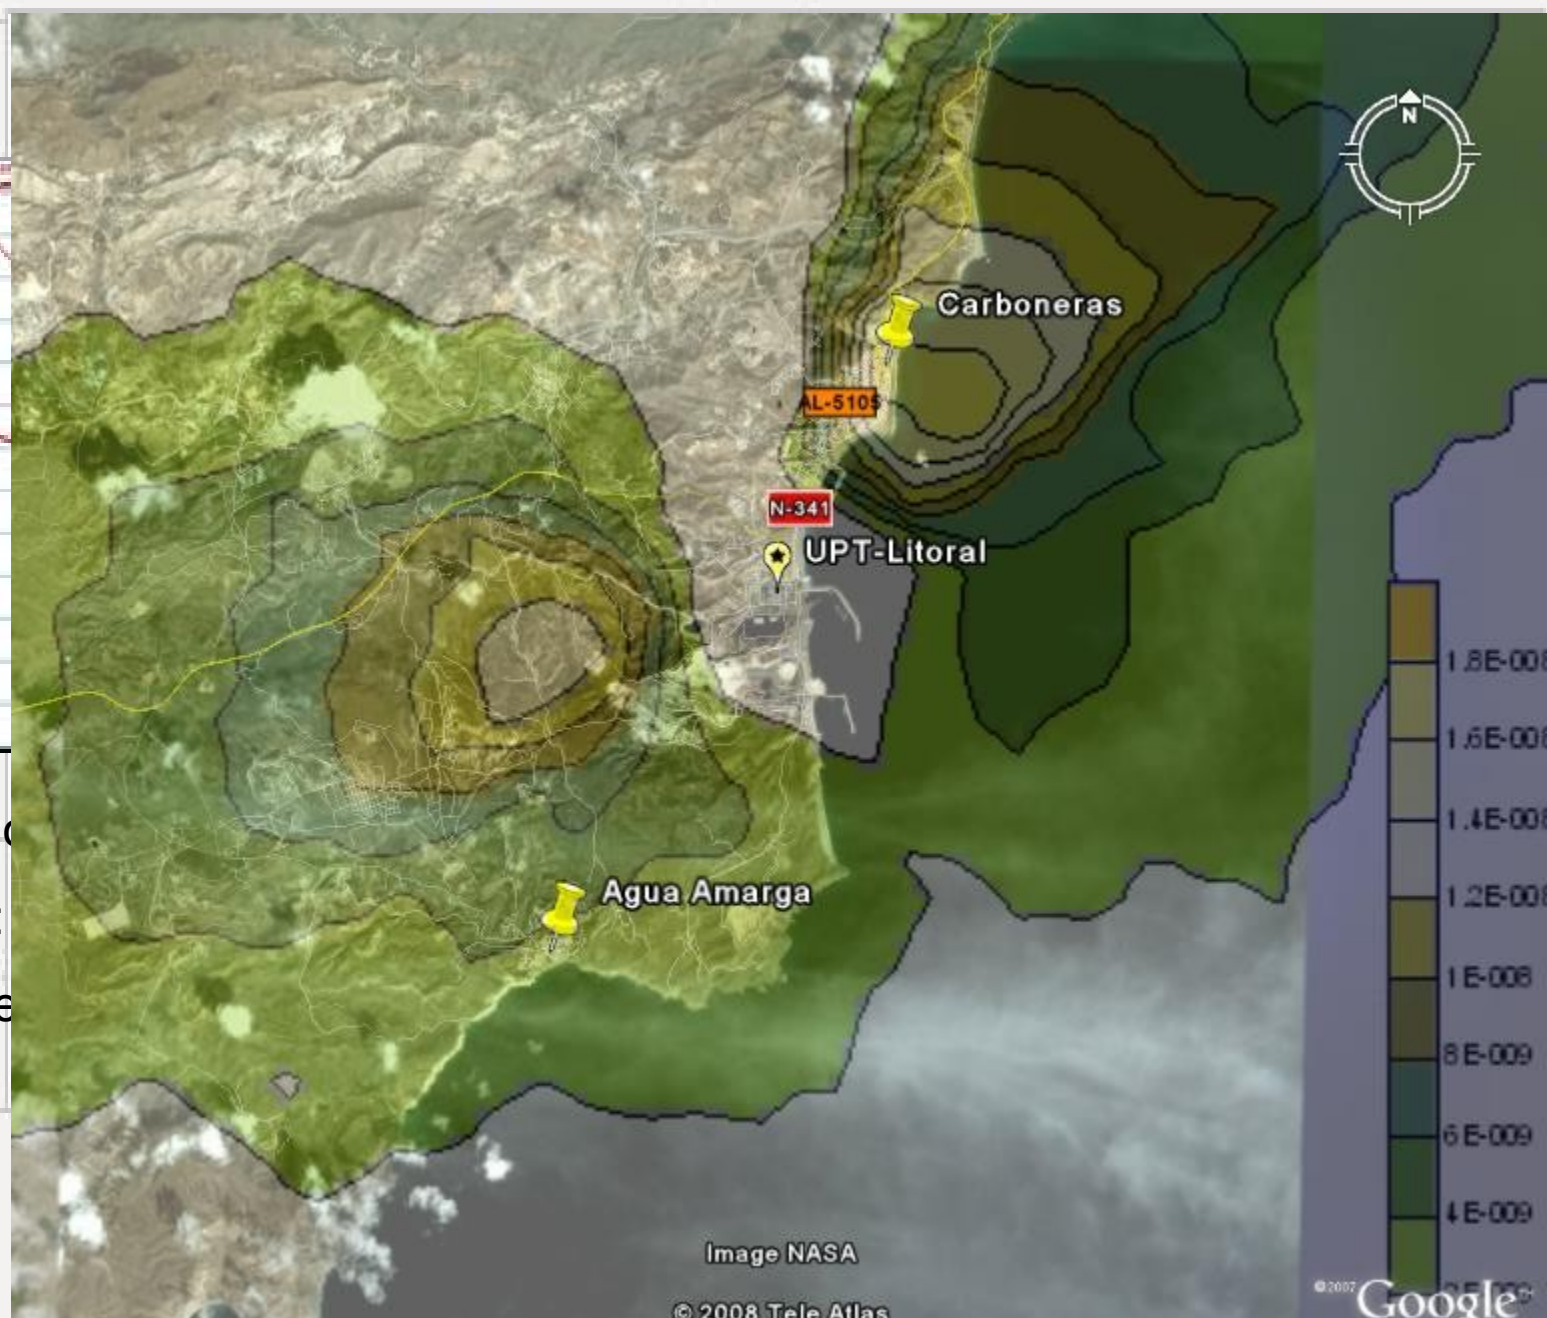 N
Carboneras
AL-5105
N-341
UPT-Litoral
Agua Amarga
1.8E-008
1.6E-008
1.4E-008
1.2E-008
1E-008
8E-009
6E-009
4E-009
Image NASA
© 2008 Tele Atlas
©2007 Google